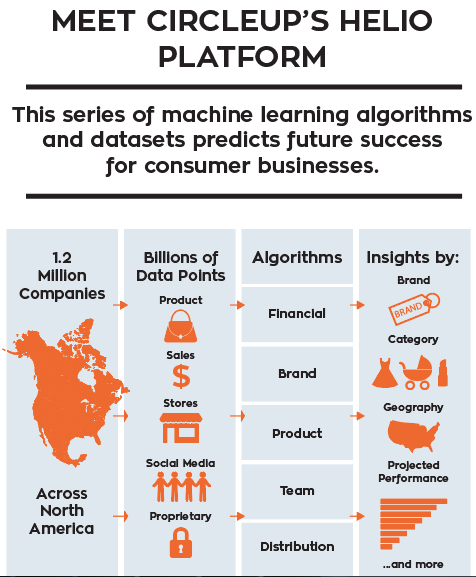 MEET CIRCLEUP'S HELIO
PLATFORM
This series of machine learning algorithms
and datasets predicts future success
for consumer businesses.
1.2
Million
Companies
Across
North
America
Billions of
Data Points
Product
Sales
$
Stores
Social Media
Proprietary
Algorithms
Financial
Brand
Product
Team
Distribution
Insights by:
Brand
BRAND
Category
Geography
Projected
Performance
...and more